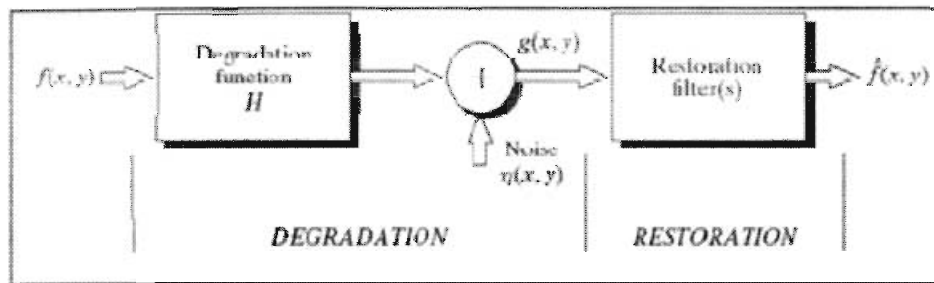 f(x, y)
Degradation
function
H
g(x, y)
Noise
η(x, y)
Restoration
filter(s)
f̂(x, y)
DEGRADATION
RESTORATION